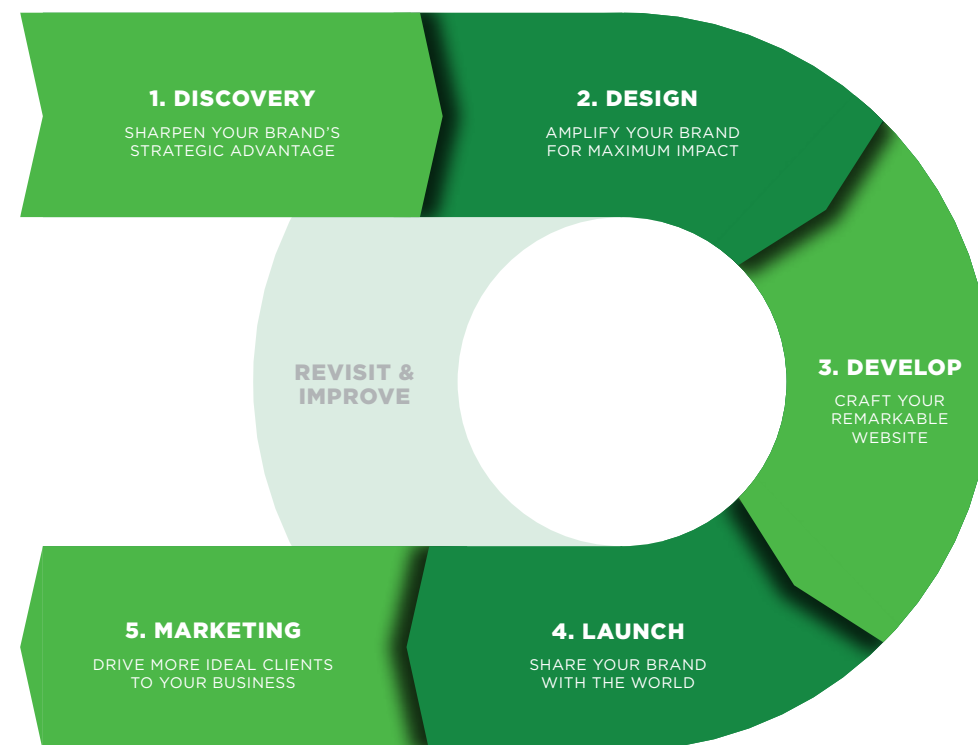 1. DISCOVERY
SHARPEN YOUR BRAND'S
STRATEGIC ADVANTAGE
2. DESIGN
AMPLIFY YOUR BRAND
FOR MAXIMUM IMPACT
3. DEVELOP
CRAFT YOUR
REMARKABLE
WEBSITE
4. LAUNCH
SHARE YOUR BRAND
WITH THE WORLD
5. MARKETING
DRIVE MORE IDEAL CLIENTS
TO YOUR BUSINESS
REVISIT &
IMPROVE